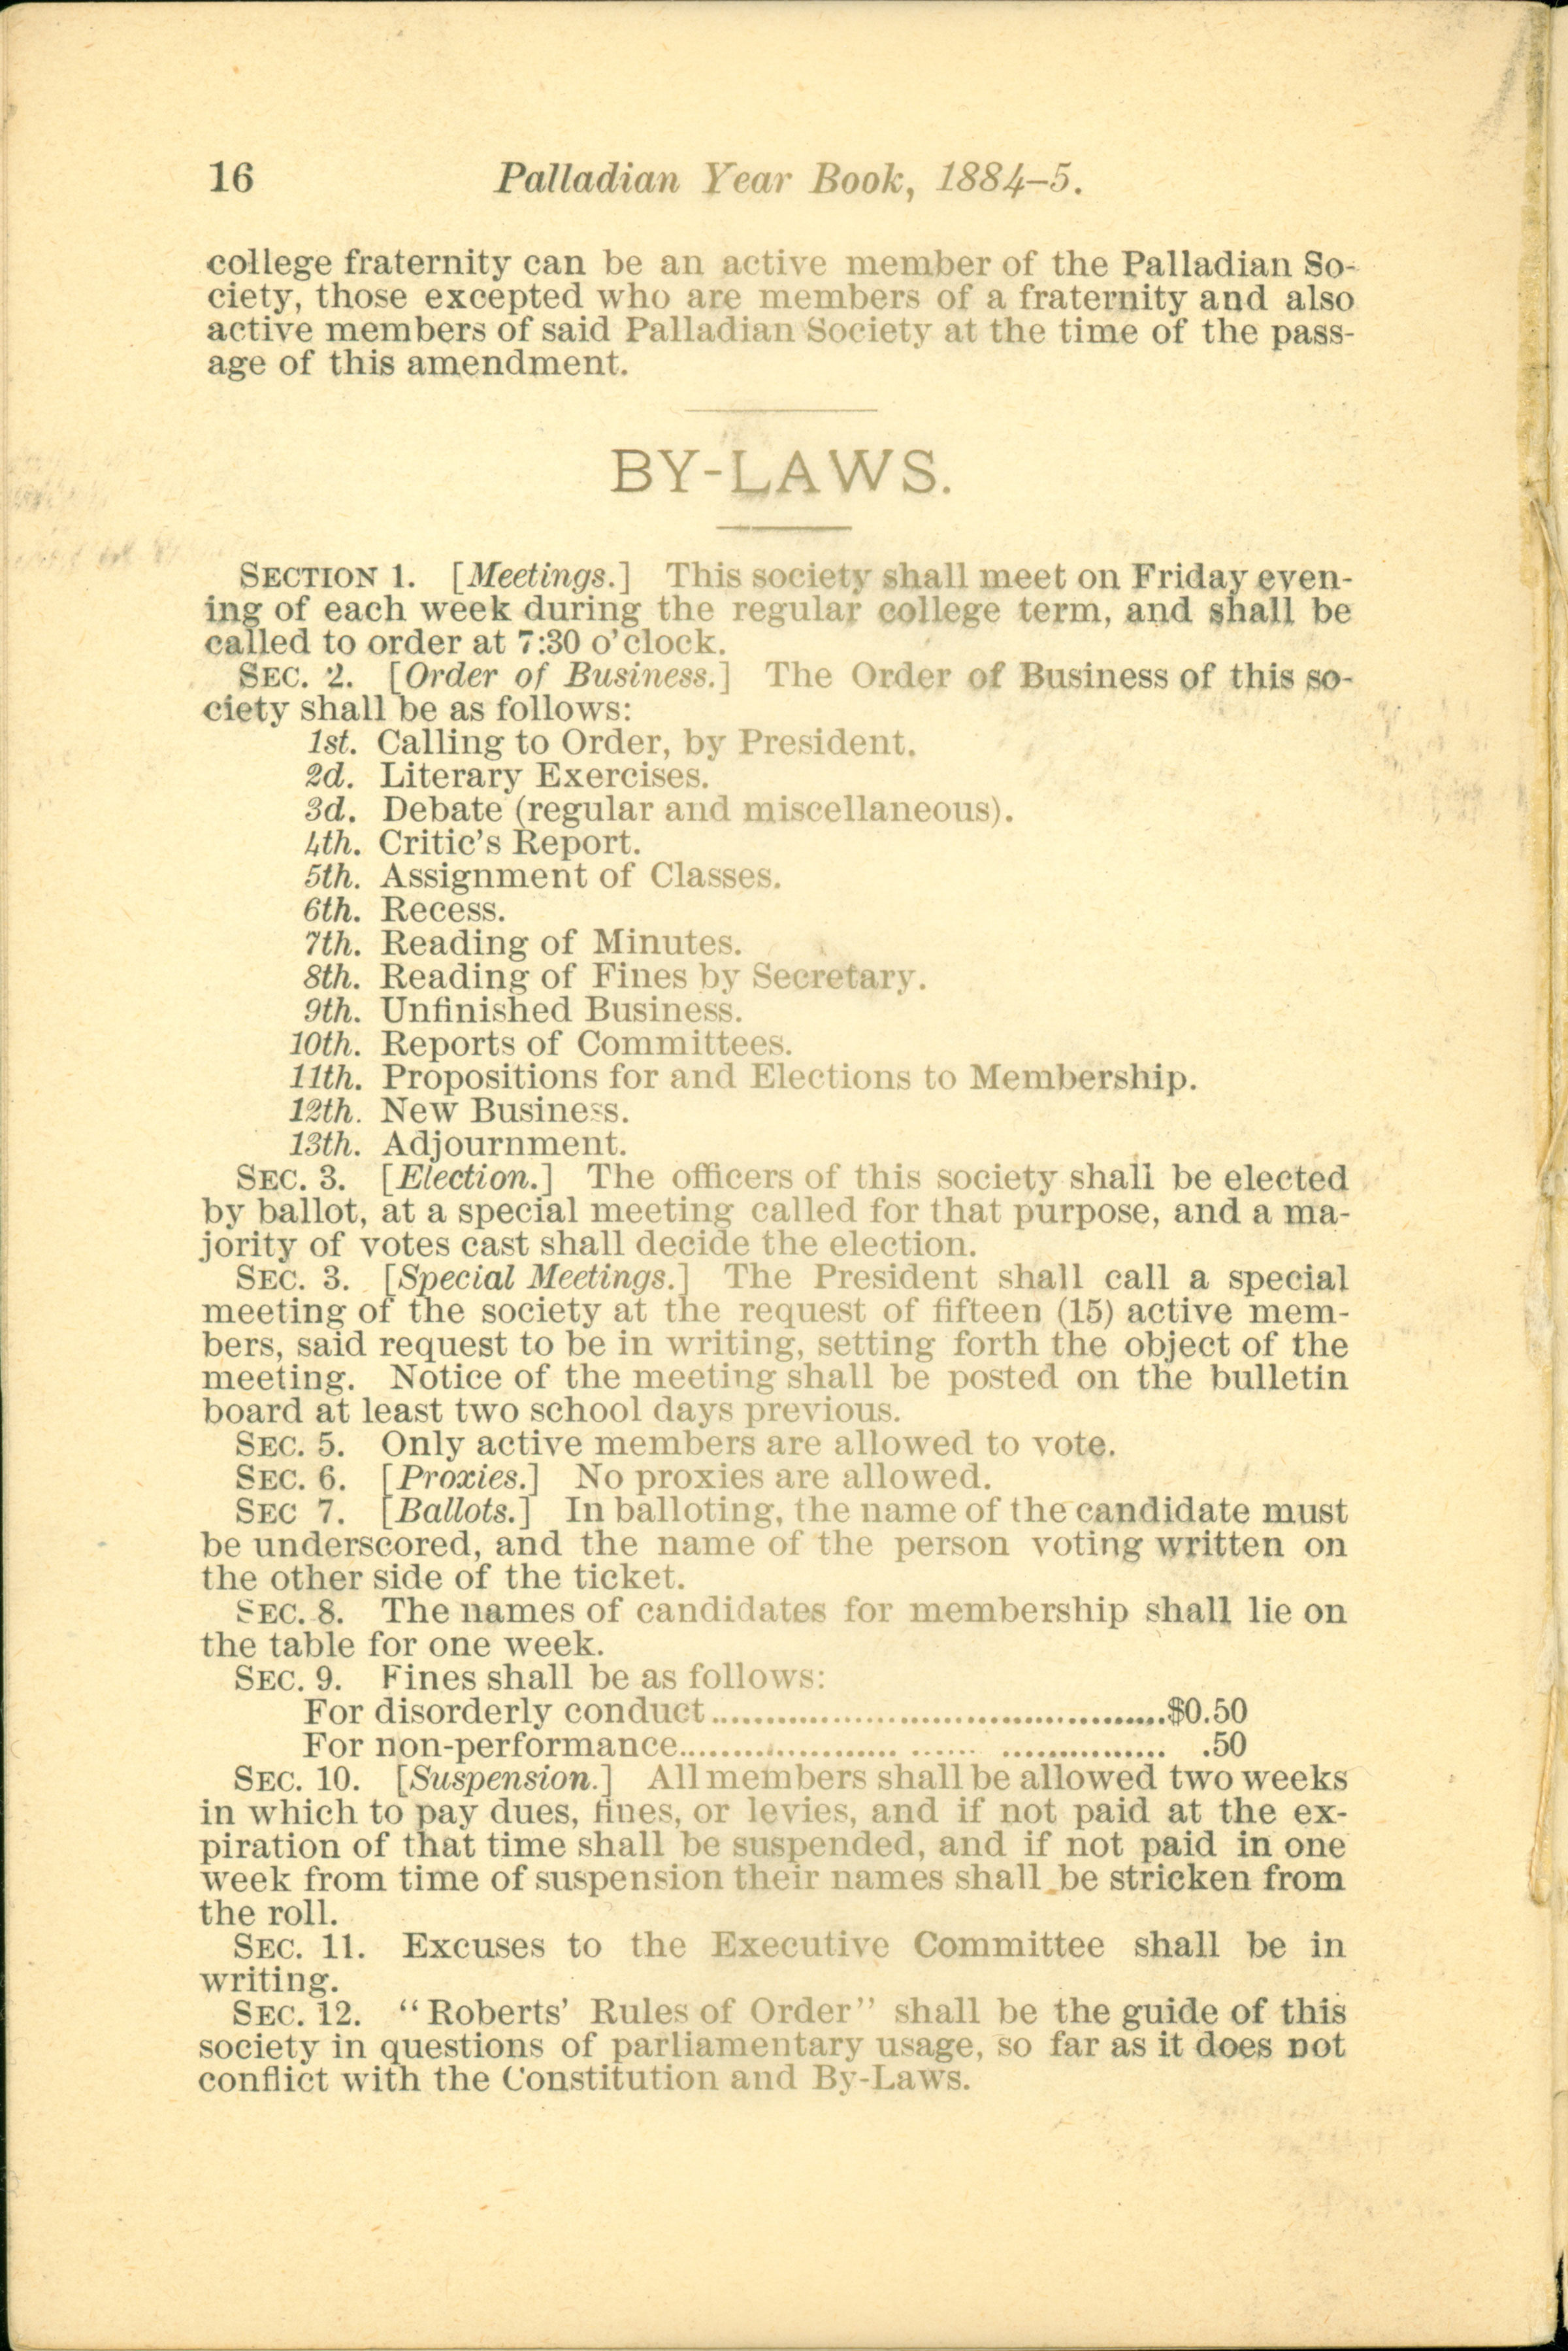 16 Palladian Year Book, 1884–5.
college fraternity can be an active member of the Palladian So-
ciety, those excepted who are members of a fraternity and also
active members of said Palladian Society at the time of the pass-
age of this amendment.
BY-LAWS.
SECTION 1. [Meetings.] This society shall meet on Friday even-
ing of each week during the regular college term, and shall be
called to order at 7:30 o'clock.
SEC. 2. [Order of Business.] The Order of Business of this so-
ciety shall be as follows:
1st. Calling to Order, by President.
2d. Literary Exercises.
3d. Debate (regular and miscellaneous).
4th. Critic's Report.
5th. Assignment of Classes.
6th. Recess.
7th. Reading of Minutes.
8th. Reading of Fines by Secretary.
9th. Unfinished Business.
10th. Reports of Committees.
11th. Propositions for and Elections to Membership.
12th. New Business.
13th. Adjournment.
SEC. 3. [Election.] The officers of this society shall be elected
by ballot, at a special meeting called for that purpose, and a ma-
jority of votes cast shall decide the election.
SEC. 3. [Special Meetings.] The President shall call a special
meeting of the society at the request of fifteen (15) active mem-
bers, said request to be in writing, setting forth the object of the
meeting. Notice of the meeting shall be posted on the bulletin
board at least two school days previous.
SEC. 5. Only active members are allowed to vote.
SEC. 6. [Proxies.] No proxies are allowed.
SEC 7. [Ballots.] In balloting, the name of the candidate must
be underscored, and the name of the person voting written on
the other side of the ticket.
SEC. 8. The names of candidates for membership shall lie on
the table for one week.
SEC. 9. Fines shall be as follows:
For disorderly conduct..........................................$0.50
For non-performance.......................................... .50
SEC. 10. [Suspension.] All members shall be allowed two weeks
in which to pay dues, fines, or levies, and if not paid at the ex-
piration of that time shall be suspended, and if not paid in one
week from time of suspension their names shall be stricken from
the roll.
SEC. 11. Excuses to the Executive Committee shall be in
writing.
SEC. 12. "Roberts' Rules of Order" shall be the guide of this
society in questions of parliamentary usage, so far as it does not
conflict with the Constitution and By-Laws.